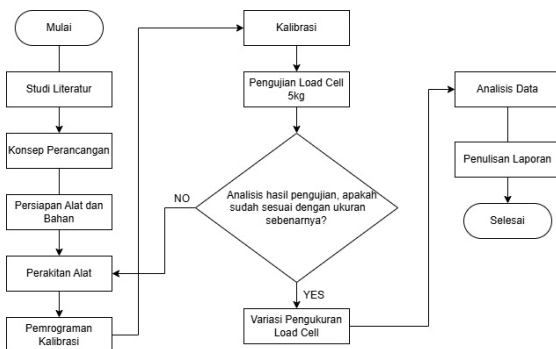 Mulai
Studi Literatur
Konsep Perancangan
Persiapan Alat dan
Bahan
Perakitan Alat
Pemrograman
Kalibrasi
Kalibrasi
Pengujian Load Cell
5kg
Analisis hasil pengujian, apakah
sudah sesuai dengan ukuran
sebenarnya?
NO
YES
Variasi Pengukuran
Load Cell
Analisis Data
Penulisan Laporan
Selesai